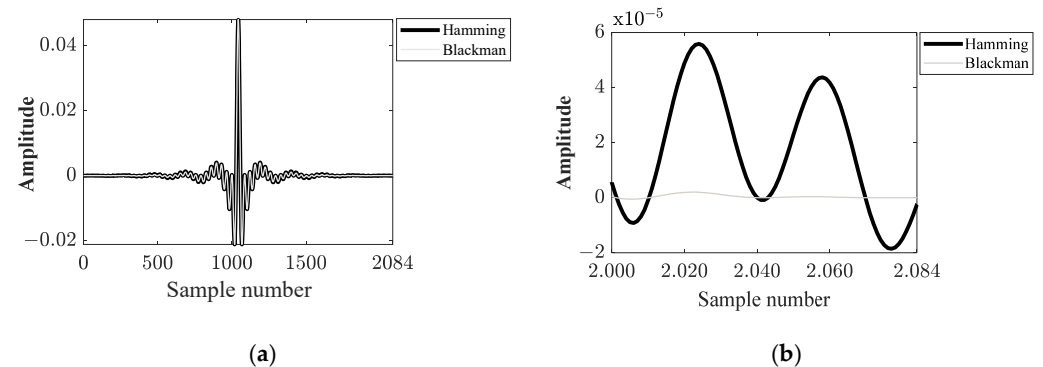 0.04
0.02
0
−0.02
Amplitude
0
500
1000
1500
2084
Sample number
Hamming
Blackman
(a)
x10−5
6
4
2
0
−2
Amplitude
2.000
2.020
2.040
2.060
2.084
Sample number
Hamming
Blackman
(b)